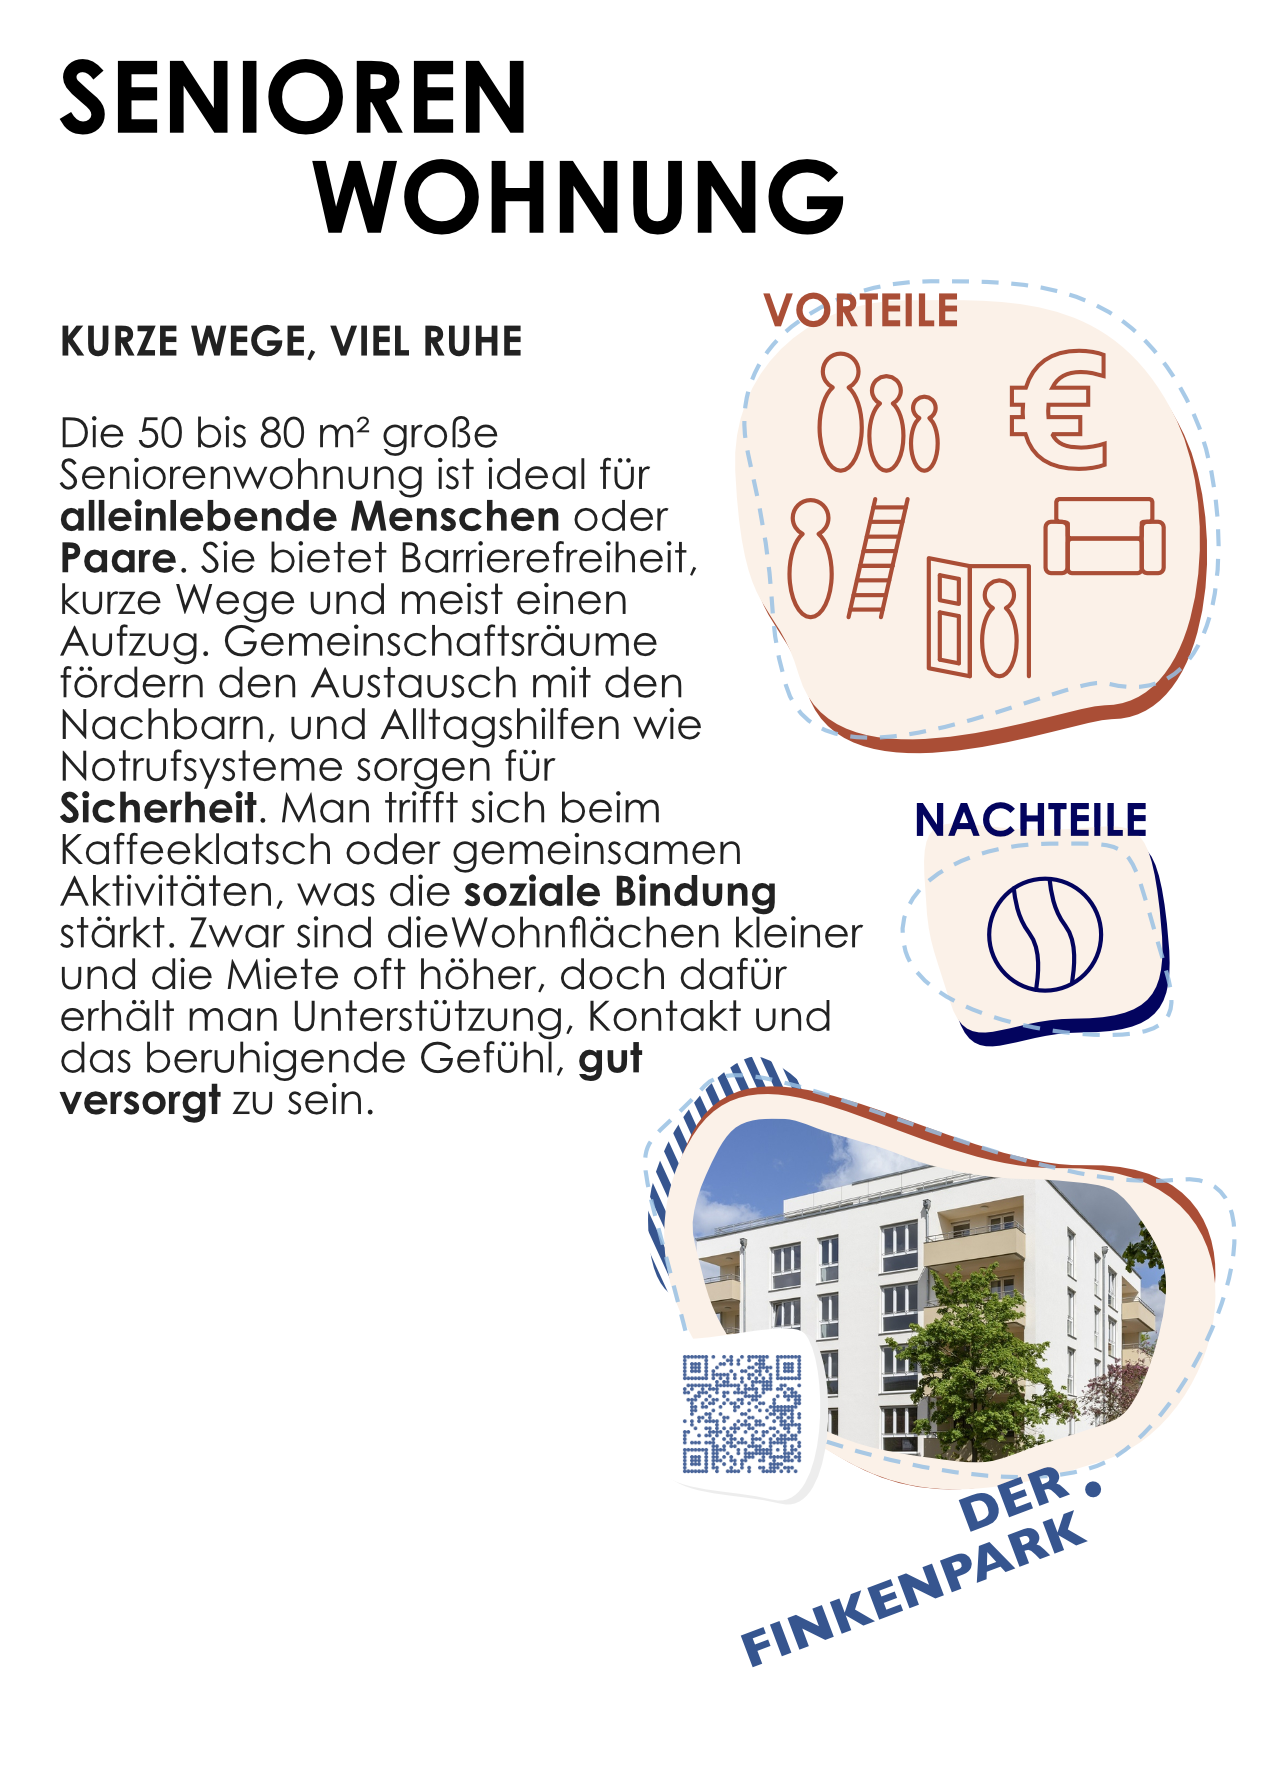 SENIOREN
WOHNUNG
KURZE WEGE, VIEL RUHE
Die 50 bis 80 m² große
Seniorenwohnung ist ideal für
alleinlebende Menschen oder
Paare. Sie bietet Barrierefreiheit,
kurze Wege und meist einen
Aufzug. Gemeinschaftsräume
fördern den Austausch mit den
Nachbarn, und Alltagshilfen wie
Notrufsysteme sorgen für
Sicherheit. Man trifft sich beim
Kaffeeklatsch oder gemeinsamen
Aktivitäten, was die soziale Bindung
stärkt. Zwar sind dieWohnflächen kleiner
und die Miete oft höher, doch dafür
erhält man Unterstützung, Kontakt und
das beruhigende Gefühl, gut
versorgt zu sein.
VORTEILE
€
NACHTEILE
DER
FINKENPARK